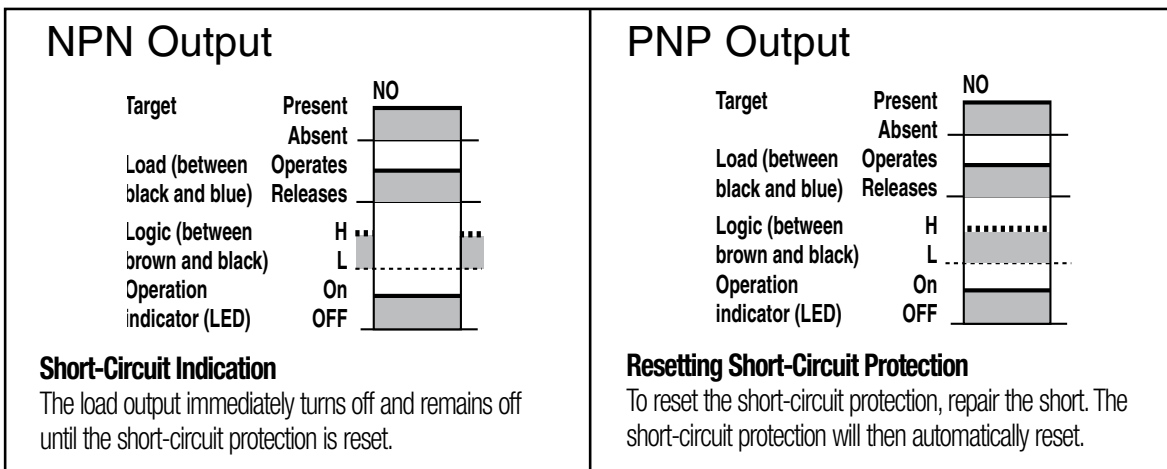 NPN Output
NO
Target Present
Absent
Load (between Operates
black and blue) Releases
Logic (between H
brown and black) L
Operation On
indicator (LED) OFF
Short-Circuit Indication
The load output immediately turns off and remains off
until the short-circuit protection is reset.
PNP Output
NO
Target Present
Absent
Load (between Operates
black and blue) Releases
Logic (between H
brown and black) L
Operation On
indicator (LED) OFF
Resetting Short-Circuit Protection
To reset the short-circuit protection, repair the short. The
short-circuit protection will then automatically reset.